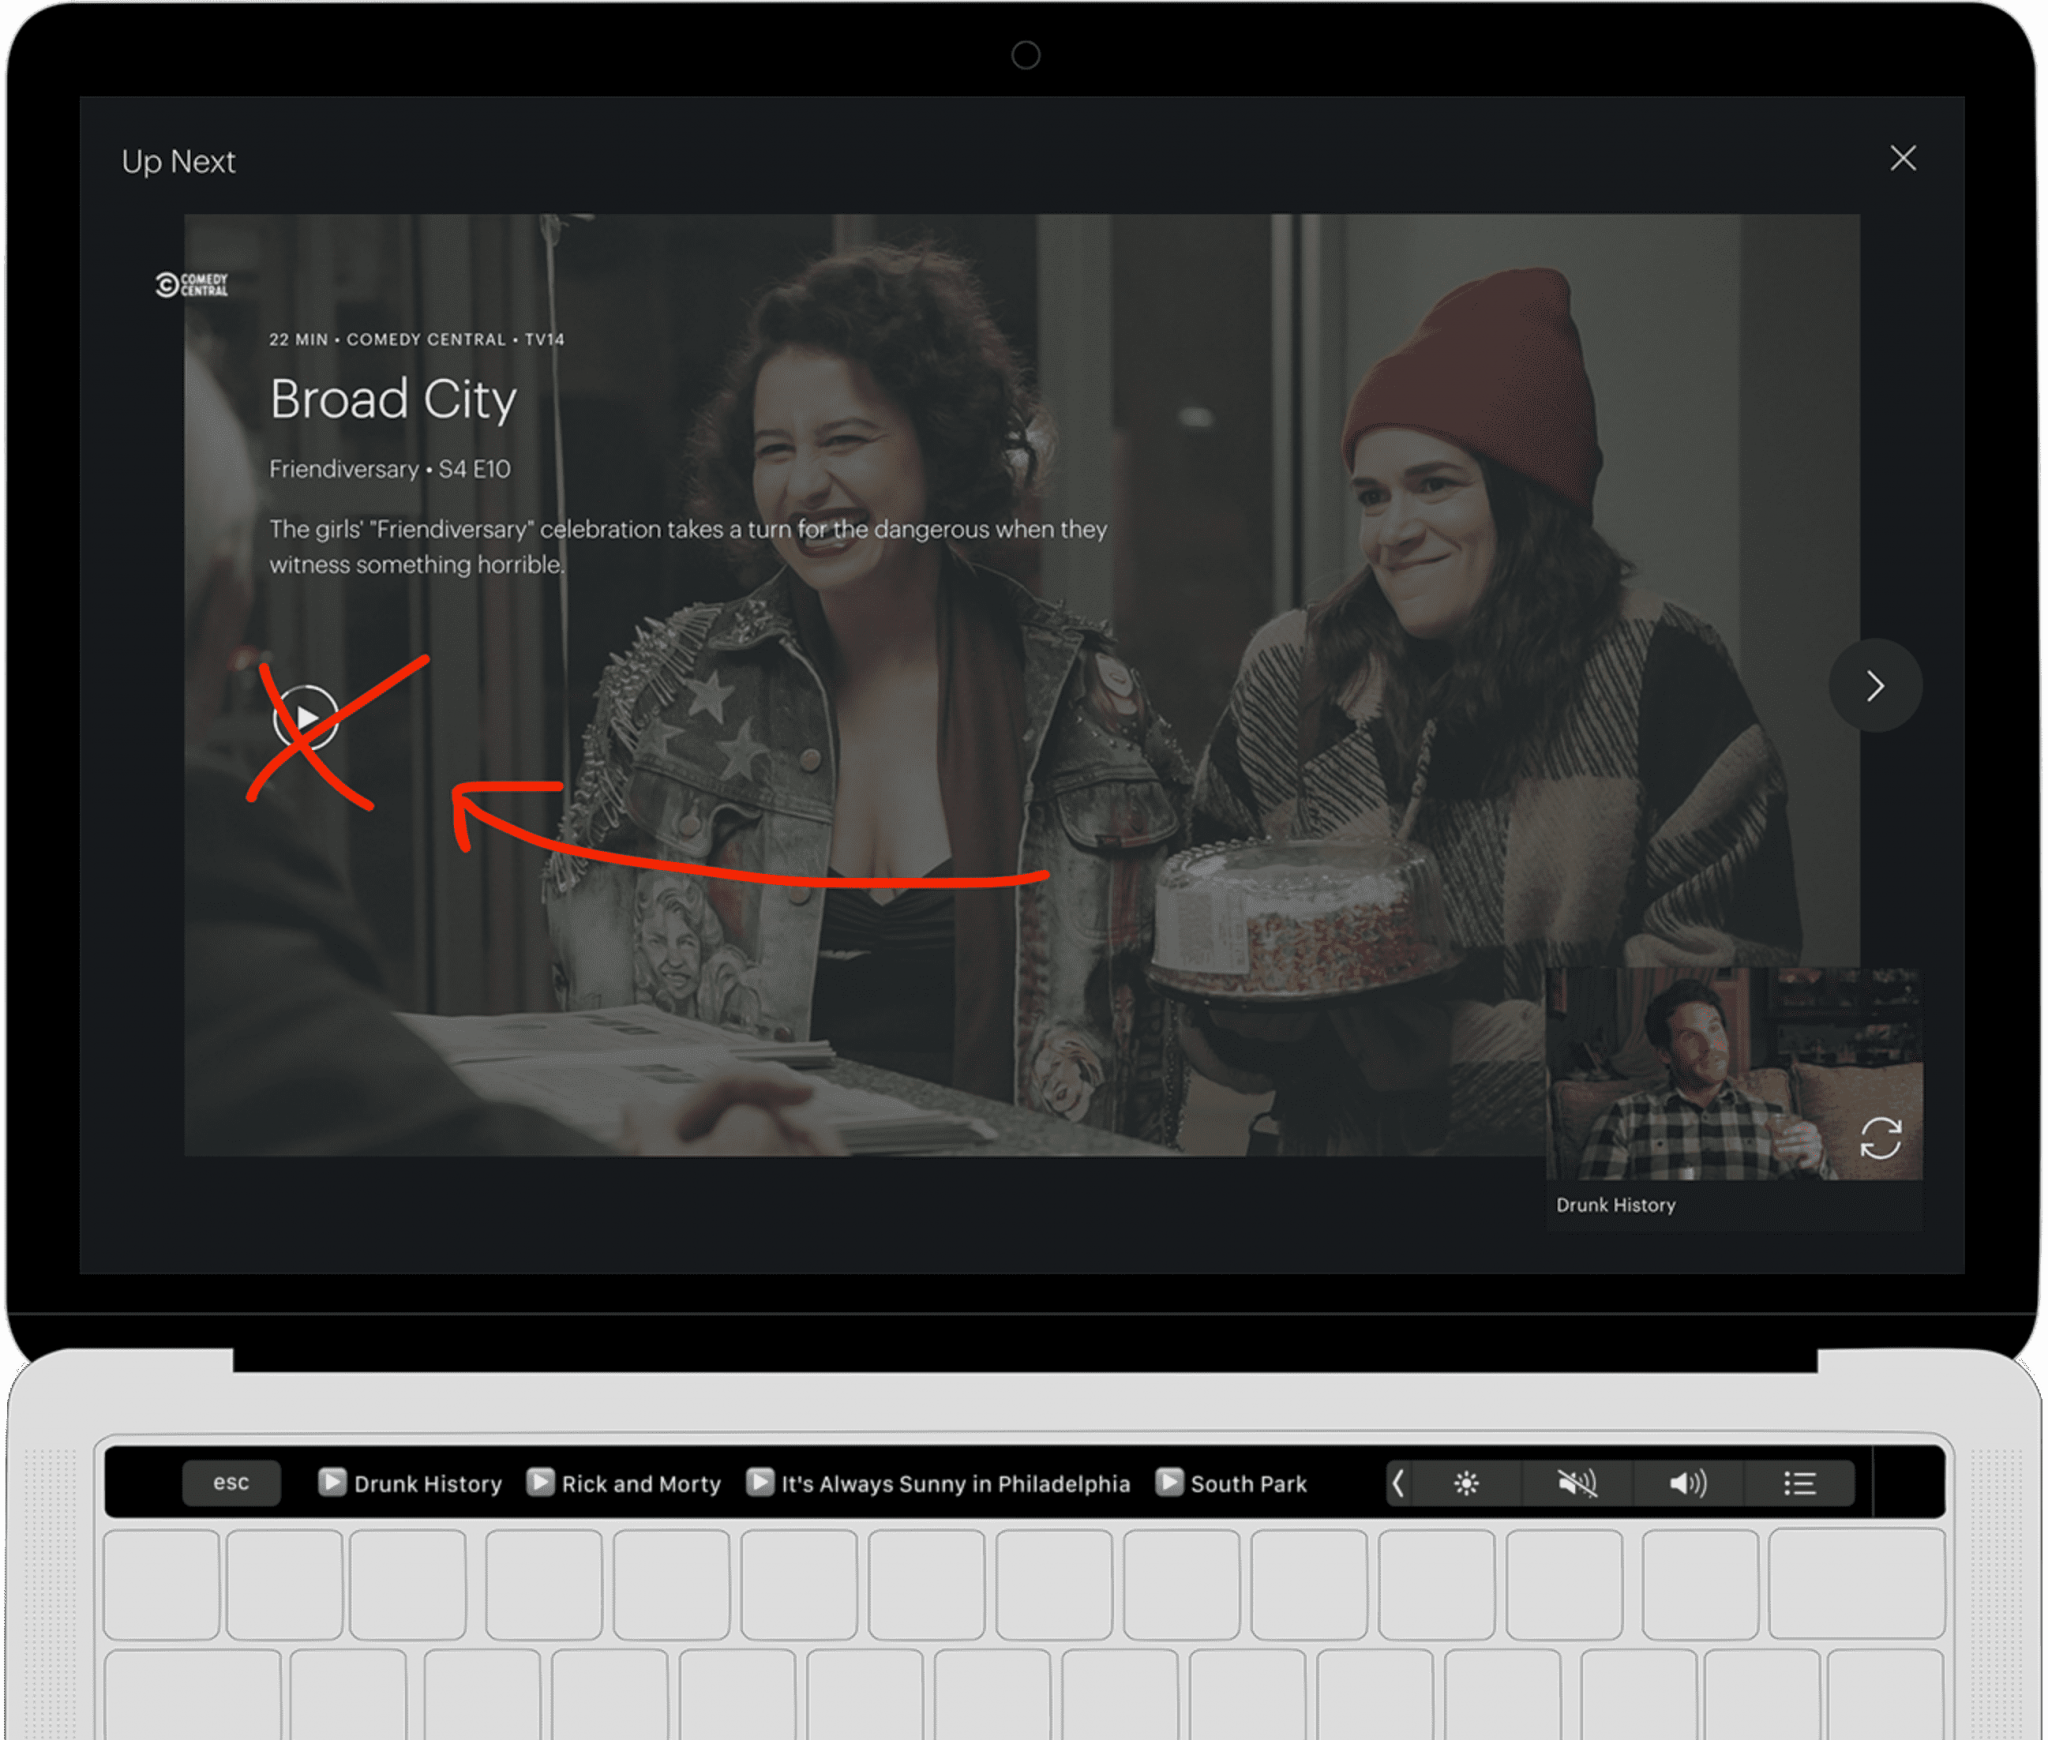 Up Next
COMEDY
CENTRAL
22 MIN • COMEDY CENTRAL • TV14
Broad City
Friendiversary • S4 E10
The girls' "Friendiversary" celebration takes a turn for the dangerous when they
witness something horrible.
Drunk History
esc Drunk History Rick and Morty It's Always Sunny in Philadelphia South Park